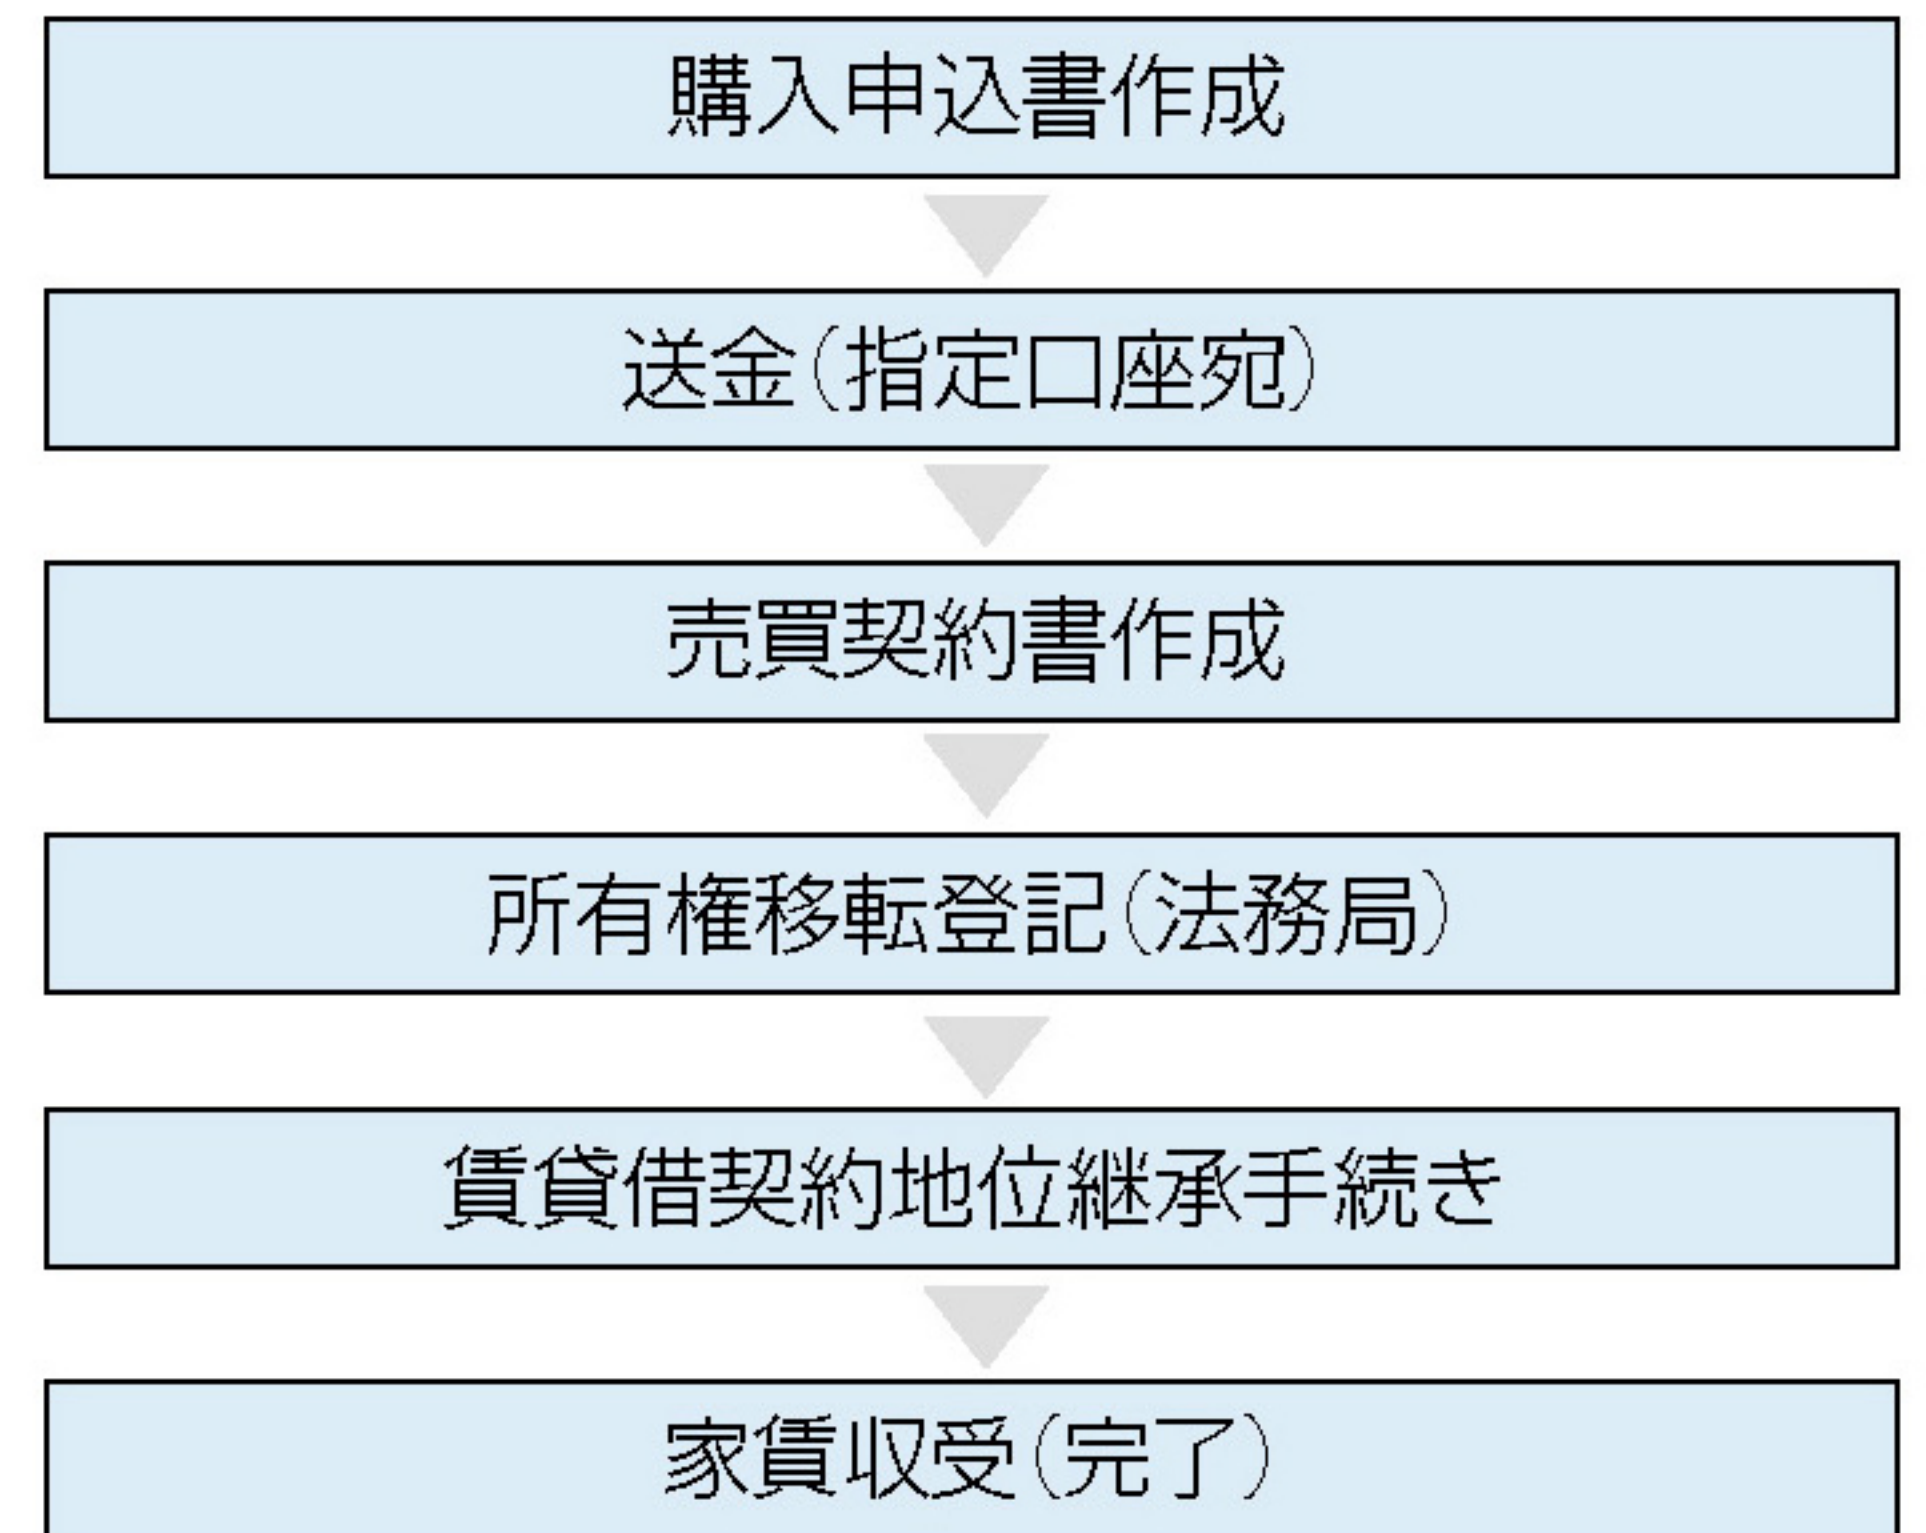 購入申込書作成
送金(指定口座宛)
売買契約書作成
所有権移転登記(法務局)
賃貸借契約地位継承手続き
家賃収受(完了)